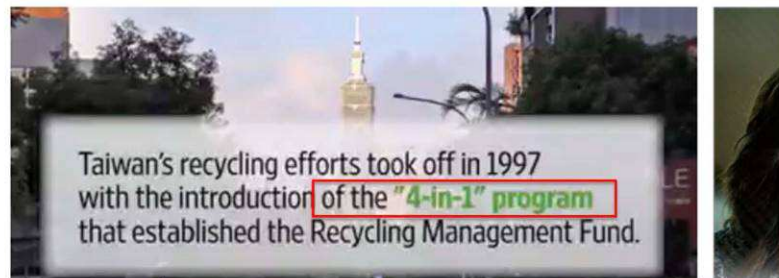 Taiwan's recycling efforts took off in 1997
with the introduction of the "4-in-1" program
that established the Recycling Management Fund.
LE